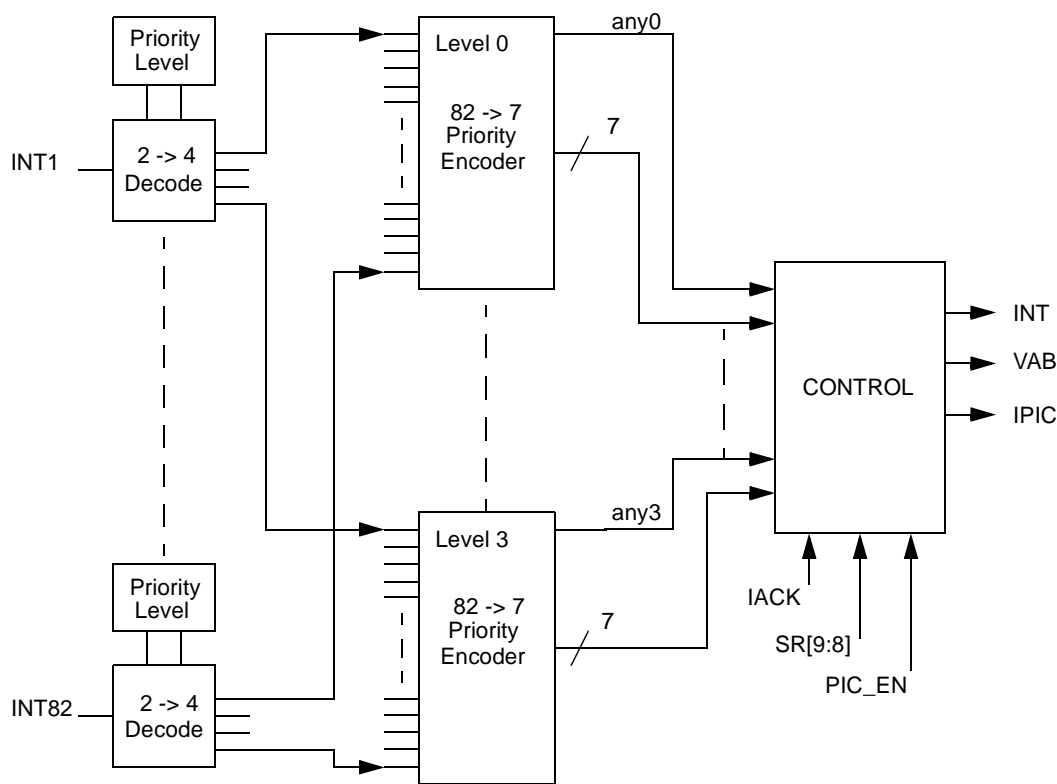 Priority
Level
INT1
2 -> 4
Decode
Level 0
82 -> 7
Priority
Encoder
any0
7
INT
VAB
IPIC
CONTROL
any3
Level 3
82 -> 7
Priority
Encoder
7
IACK
SR[9:8]
PIC_EN
Priority
Level
INT82
2 -> 4
Decode